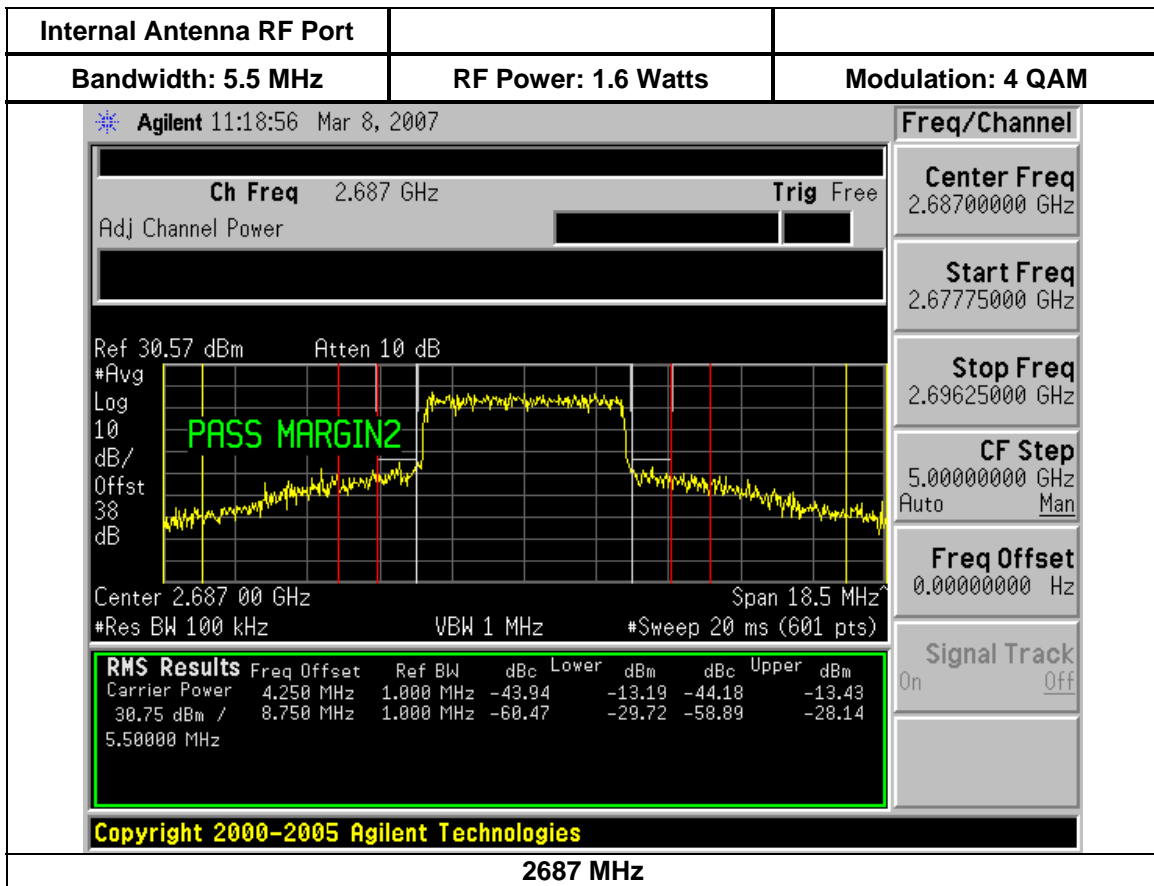 Internal Antenna RF Port
Bandwidth: 5.5 MHz RF Power: 1.6 Watts Modulation: 4 QAM
Agilent 11:18:56 Mar 8, 2007 Freq/Channel
Ch Freq 2.687 GHz Trig Free
Adj Channel Power
Center Freq
2.68700000 GHz
Start Freq
2.67775000 GHz
Stop Freq
2.69625000 GHz
CF Step
5.00000000 GHz
Auto Man
Freq Offset
0.00000000 Hz
Signal Track
On Off
Ref 30.57 dBm Atten 10 dB
#Avg
Log
10
dB/
Offst
38
dB
PASS MARGIN2
Center 2.687 00 GHz Span 18.5 MHz^
#Res BW 100 kHz VBW 1 MHz #Sweep 20 ms (601 pts)
RMS Results Freq Offset Ref BW dBc Lower dBm dBc Upper dBm
Carrier Power 4.250 MHz 1.000 MHz -43.94 -13.19 -44.18 -13.43
30.75 dBm / 8.750 MHz 1.000 MHz -60.47 -29.72 -58.89 -28.14
5.50000 MHz
Copyright 2000-2005 Agilent Technologies
2687 MHz